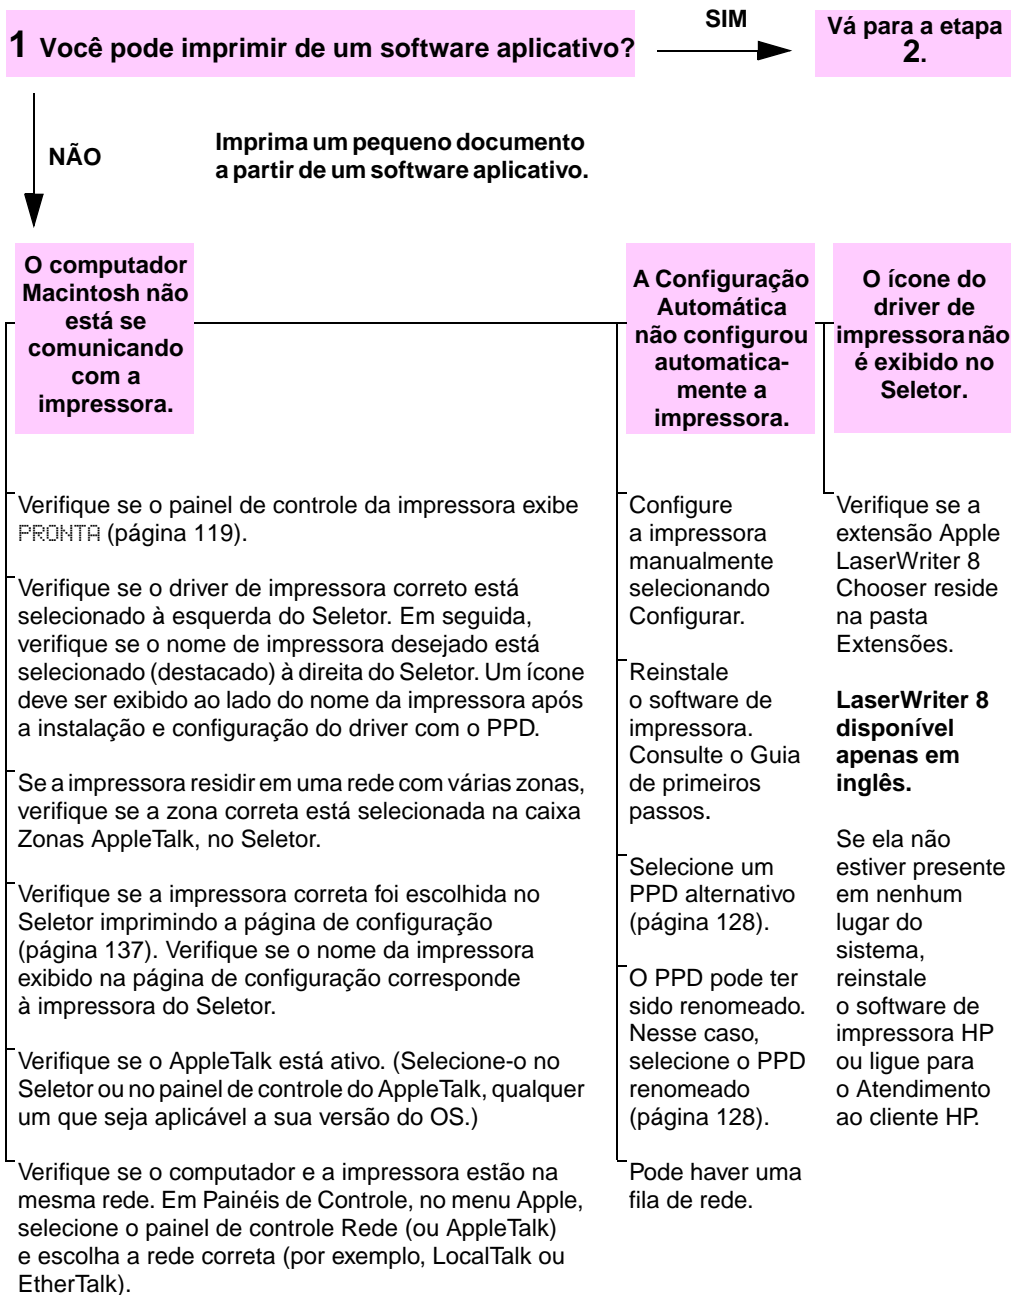 1 Você pode imprimir de um software aplicativo?
SIM
Vá para a etapa
2.
NÃO
Imprima um pequeno documento
a partir de um software aplicativo.
O computador
Macintosh não
está se
comunicando
com a
impressora.
Verifique se o painel de controle da impressora exibe
PRONTA (página 119).
Verifique se o driver de impressora correto está
selecionado à esquerda do Seletor. Em seguida,
verifique se o nome de impressora desejado está
selecionado (destacado) à direita do Seletor. Um ícone
deve ser exibido ao lado do nome da impressora após
a instalação e configuração do driver com o PPD.
Se a impressora residir em uma rede com várias zonas,
verifique se a zona correta está selecionada na caixa
Zonas AppleTalk, no Seletor.
Verifique se a impressora correta foi escolhida no
Seletor imprimindo a página de configuração
(página 137). Verifique se o nome da impressora
exibido na página de configuração corresponde
à impressora do Seletor.
Verifique se o AppleTalk está ativo. (Selecione-o no
Seletor ou no painel de controle do AppleTalk, qualquer
um que seja aplicável a sua versão do OS.)
Verifique se o computador e a impressora estão na
mesma rede. Em Painéis de Controle, no menu Apple,
selecione o painel de controle Rede (ou AppleTalk)
e escolha a rede correta (por exemplo, LocalTalk ou
EtherTalk).
A Configuração
Automática
não configurou
automatica-
mente a
impressora.
Configure
a impressora
manualmente
selecionando
Configurar.
Reinstale
o software de
impressora.
Consulte o Guia
de primeiros
passos.
Selecione um
PPD alternativo
(página 128).
O PPD pode ter
sido renomeado.
Nesse caso,
selecione o PPD
renomeado
(página 128).
Pode haver uma
fila de rede.
O ícone do
driver de
impressora não
é exibido no
Seletor.
Verifique se a
extensão Apple
LaserWriter 8
Chooser reside
na pasta
Extensões.
LaserWriter 8
disponível
apenas em
inglês.
Se ela não
estiver presente
em nenhum
lugar do
sistema,
reinstale
o software de
impressora HP
ou ligue para
o Atendimento
ao cliente HP.